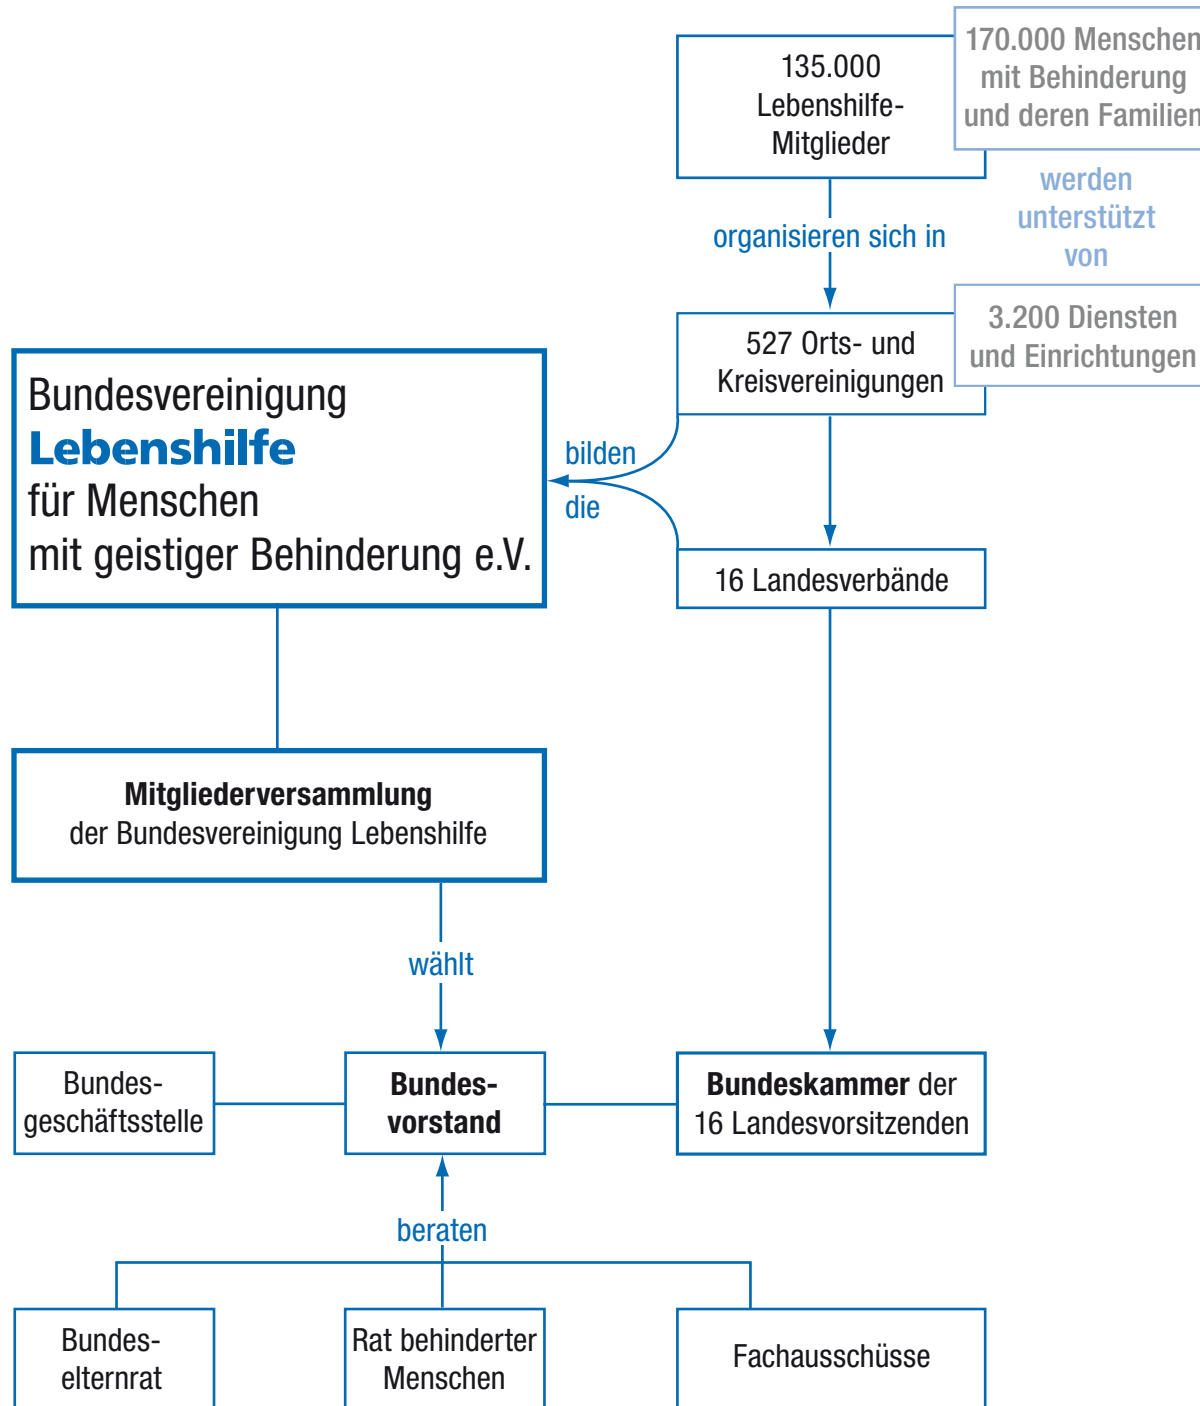 135.000
Lebenshilfe-
Mitglieder
170.000 Menschen
mit Behinderung
und deren Familien
werden
unterstützt
von
organisieren sich in
3.200 Diensten
und Einrichtungen
527 Orts- und
Kreisvereinigungen
Bundesvereinigung
Lebenshilfe
für Menschen
mit geistiger Behinderung e.V.
bilden
die
16 Landesverbände
Mitgliederversammlung
der Bundesvereinigung Lebenshilfe
wählt
Bundes-
geschäftsstelle
Bundes-
vorstand
Bundeskammer der
16 Landesvorsitzenden
beraten
Bundes-
elternrat
Rat behinderter
Menschen
Fachausschüsse